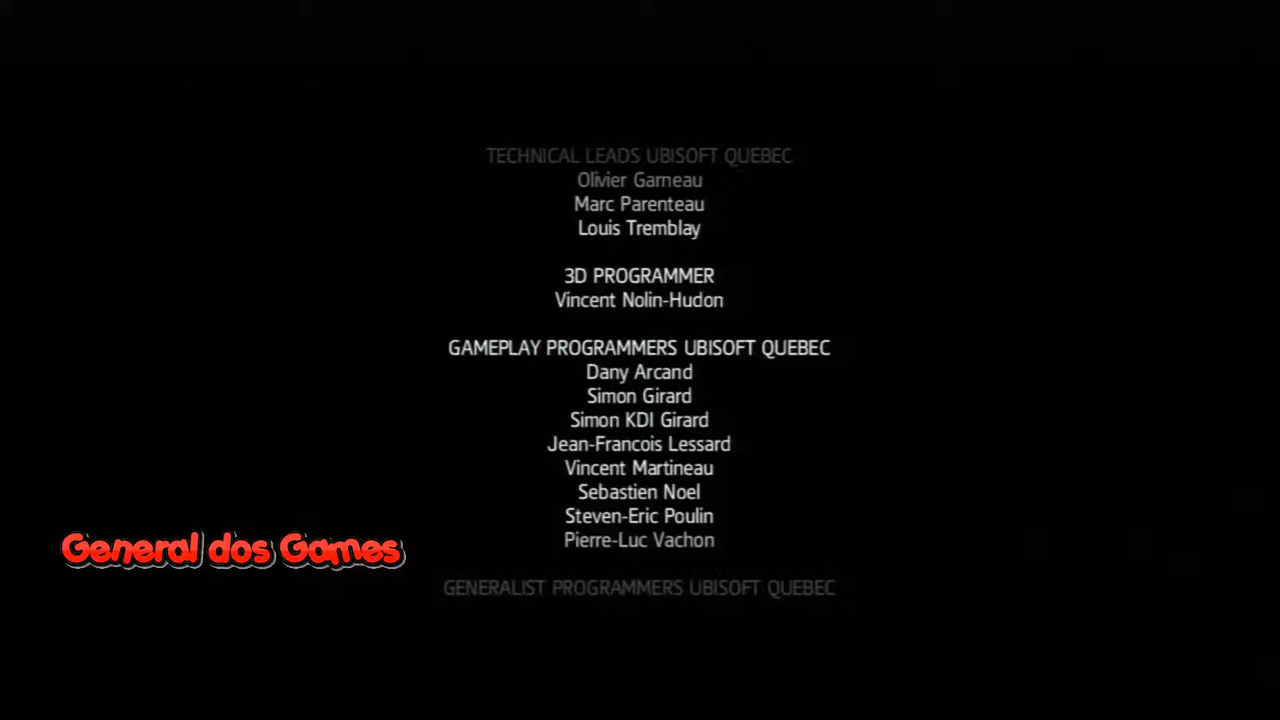 TECHNICAL LEADS UBISOFT QUEBEC
Olivier Garneau
Marc Parenteau
Louis Tremblay
3D PROGRAMMER
Vincent Nolin-Hudon
GAMEPLAY PROGRAMMERS UBISOFT QUEBEC
Dany Arcand
Simon Girard
Simon KDI Girard
Jean-Francois Lessard
Vincent Martineau
Sebastien Noel
Steven-Eric Poulin
Pierre-Luc Vachon
General dos Games
GENERALIST PROGRAMMERS UBISOFT QUEBEC